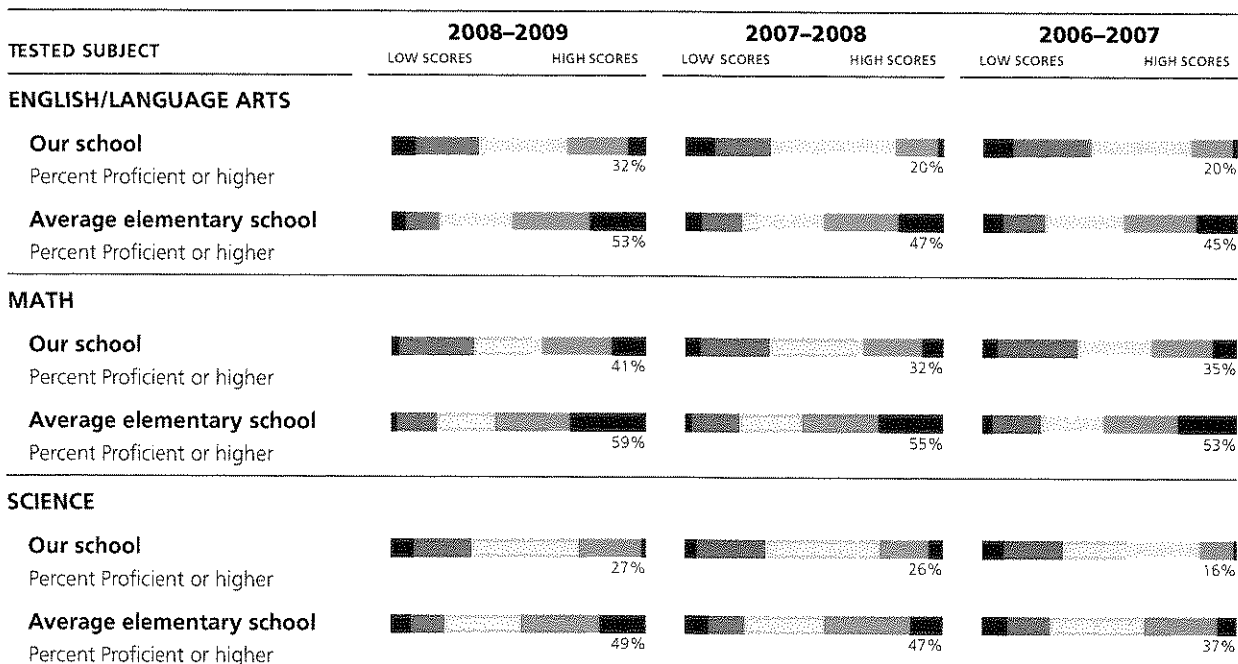 2008–2009 2007–2008 2006–2007
TESTED SUBJECT LOW SCORES HIGH SCORES LOW SCORES HIGH SCORES LOW SCORES HIGH SCORES
ENGLISH/LANGUAGE ARTS
Our school
Percent Proficient or higher 32% 20% 20%
Average elementary school
Percent Proficient or higher 53% 47% 45%
MATH
Our school
Percent Proficient or higher 41% 32% 35%
Average elementary school
Percent Proficient or higher 59% 55% 53%
SCIENCE
Our school
Percent Proficient or higher 27% 26% 16%
Average elementary school
Percent Proficient or higher 49% 47% 37%